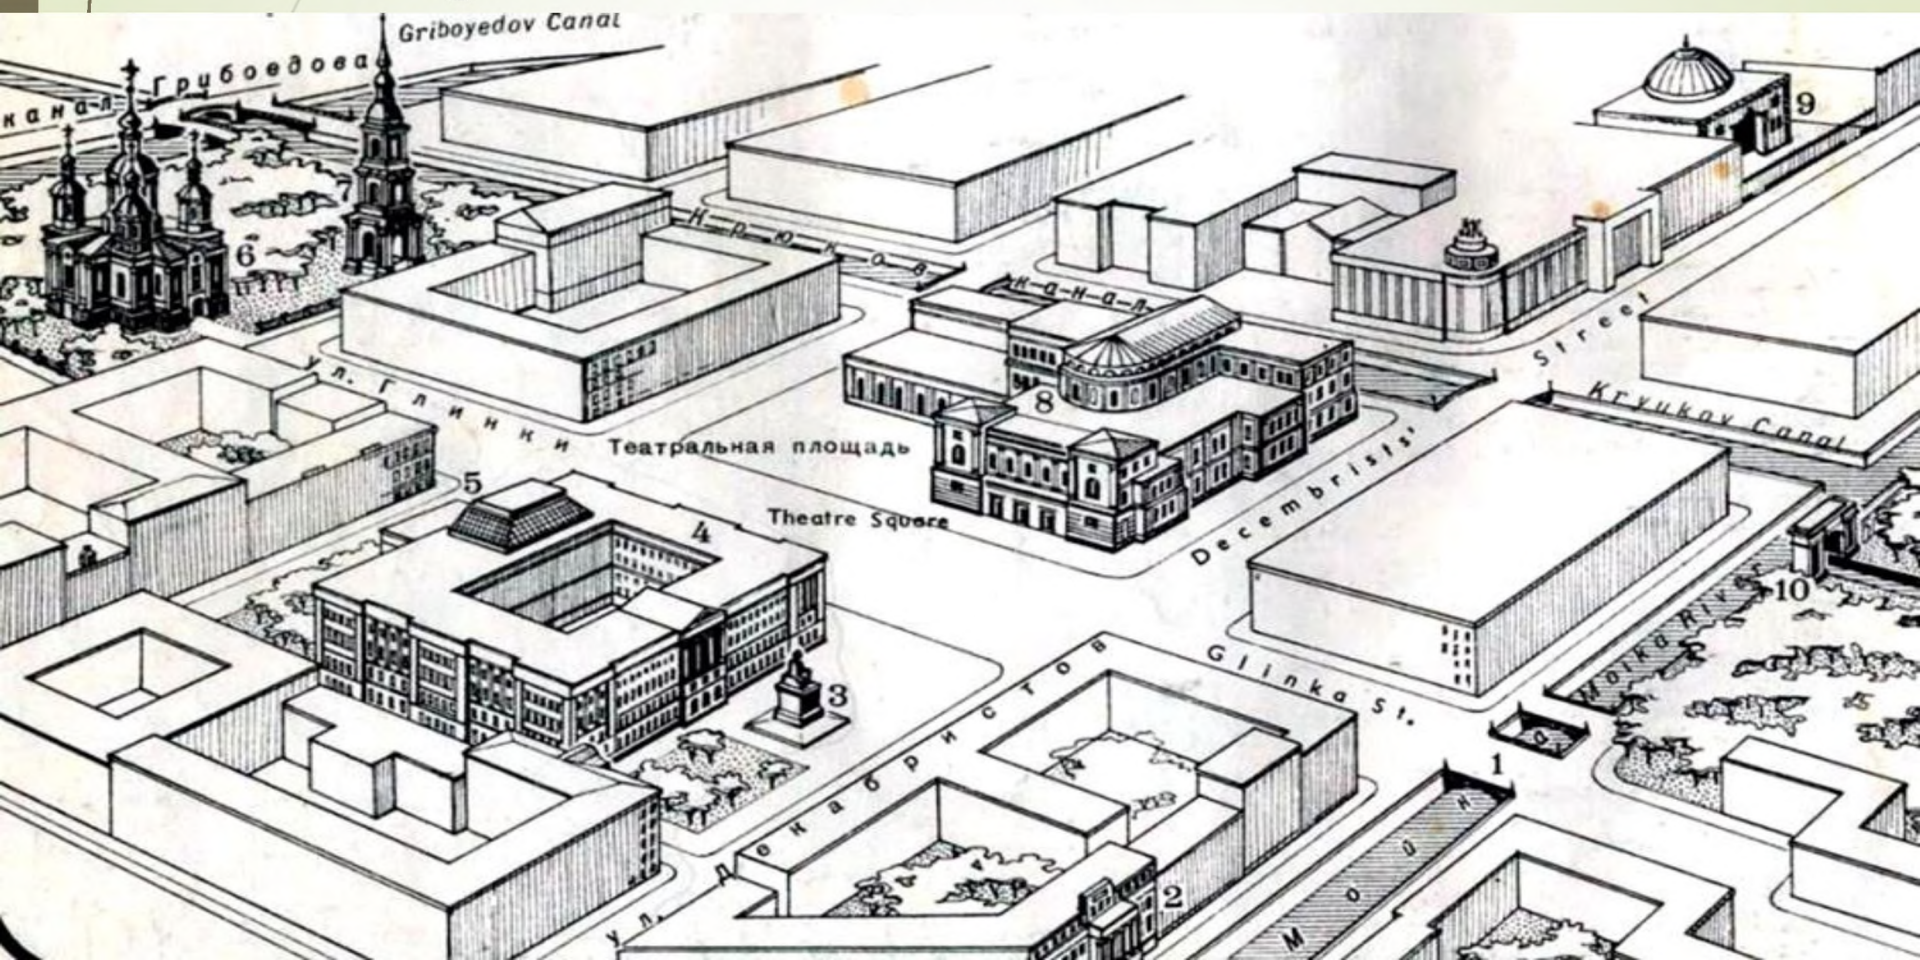 Griboyedov Canal
канал Грибоедова
9
6
Крюков
канал
Street
8
ул. Глинки
Kryukov Canal
Театральная площадь
5
Decembrists'
Theatre Square
4
10
Moika River
Glinka St.
3
ул. Декабристов
1
2
Мойка